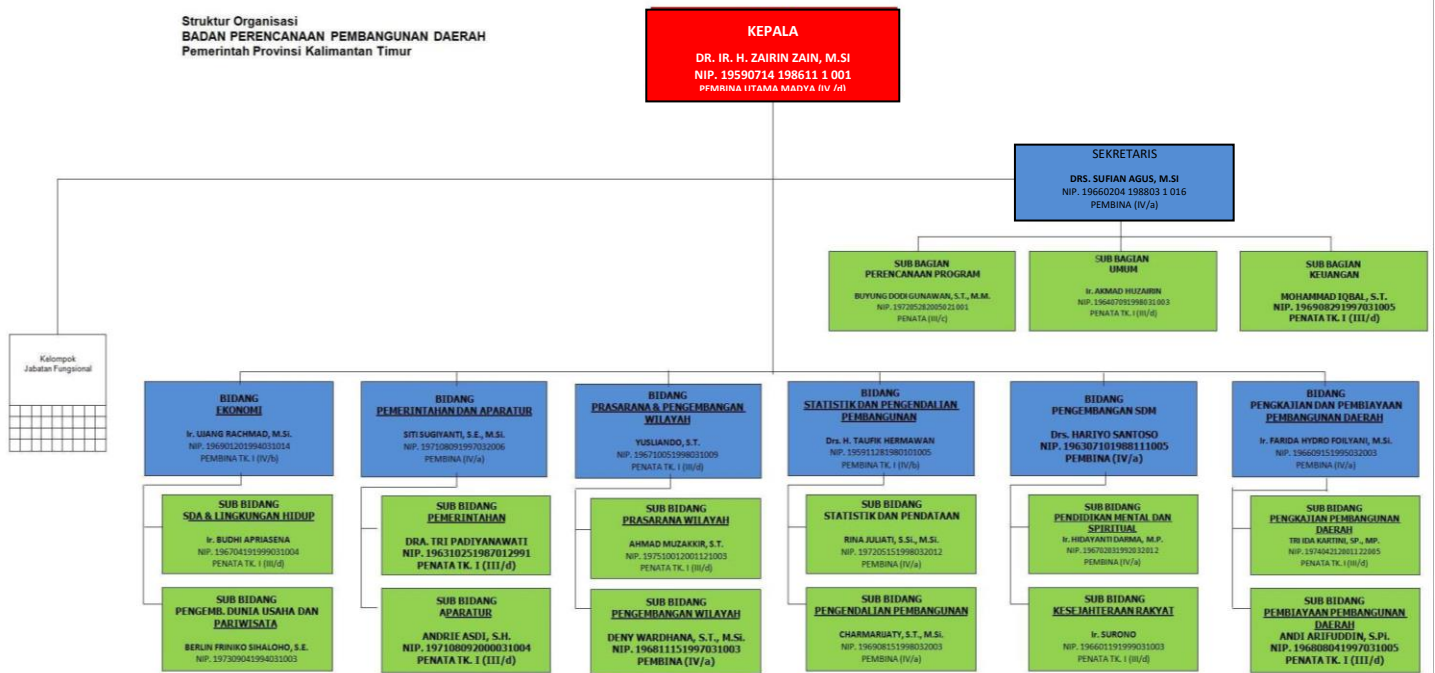 Struktur Organisasi
BADAN PERENCANAAN PEMBANGUNAN DAERAH
Pemerintah Provinsi Kalimantan Timur
KEPALA
DR. IR. H. ZAIRIN ZAIN, M.SI
NIP. 19590714 198611 1 001
PEMBINA UTAMA MADYA (IV /d)
SEKRETARIS
DRS. SUFIAN AGUS, M.SI
NIP. 19660204 198803 1 016
PEMBINA (IV/a)
SUB BAGIAN
PERENCANAAN PROGRAM
BUYUNG DODI GUNAWAN, S.T., M.M.
NIP. 197205282005021001
PENATA (III/c)
SUB BAGIAN
UMUM
Ir. AKMAD HUZAIRIN
NIP. 196407091998031003
PENATA TK. I (III/d)
SUB BAGIAN
KEUANGAN
MOHAMMAD IQBAL, S.T.
NIP. 196908291997031005
PENATA TK. I (III/d)
Kelompok
Jabatan Fungsional
BIDANG
EKONOMI
Ir. UJANG RACHMAD, M.Si.
NIP. 196901201994031014
PEMBINA TK. I (IV/b)
BIDANG
PEMERINTAHAN DAN APARATUR
SITI SUGIYANTI, S.E., M.Si.
NIP. 197108091997032006
PEMBINA (IV/a)
BIDANG
PRASARANA & PENGEMBANGAN
WILAYAH
YUSLIANDO, S.T.
NIP. 196710051998031009
PENATA TK. I (III/d)
BIDANG
STATISTIK DAN PENGENDALIAN
PEMBANGUNAN
Drs. H. TAUFIK HERMAWAN
NIP. 195911281980101005
PEMBINA TK. I (IV/b)
BIDANG
PENGEMBANGAN SDM
Drs. HARIYO SANTOSO
NIP. 196307101988111005
PEMBINA (IV/a)
BIDANG
PENGKAJIAN DAN PEMBIAYAAN
PEMBANGUNAN DAERAH
Ir. FARIDA HYDRO FOILYANI, M.Si.
NIP. 196609151995032003
PEMBINA (IV/a)
SUB BIDANG
SDA & LINGKUNGAN HIDUP
Ir. BUDHI APRIASENA
NIP. 196704191999031004
PENATA TK. I (III/d)
SUB BIDANG
PEMERINTAHAN
DRA. TRI PADIYANAWATI
NIP. 196310251987012991
PENATA TK. I (III/d)
SUB BIDANG
PRASARANA WILAYAH
AHMAD MUZAKKIR, S.T.
NIP. 197510012001121003
PENATA TK. I (III/d)
SUB BIDANG
STATISTIK DAN PENDATAAN
RINA JULIATI, S.Si., M.Si.
NIP. 197205151998032012
PEMBINA (IV/a)
SUB BIDANG
PENDIDIKAN MENTAL DAN
SPIRITUAL
Ir. HIDAYANTI DARMA, M.P.
NIP. 196702831992032012
PEMBINA (IV/a)
SUB BIDANG
PENGKAJIAN PEMBANGUNAN
DAERAH
TRI IDA KARTINI, SP., MP.
NIP. 197404212801122085
PENATA TK. I (III/d)
SUB BIDANG
PENGEMB. DUNIA USAHA DAN
PARIWISATA
BERLIN FRINIKO SIHALOHO, S.E.
NIP. 197309041994031003
SUB BIDANG
APARATUR
ANDRIE ASDI, S.H.
NIP. 197108092000031004
PENATA TK. I (III/d)
SUB BIDANG
PENGEMBANGAN WILAYAH
DENY WARDHANA, S.T., M.Si.
NIP. 196811151997031003
PEMBINA (IV/a)
SUB BIDANG
PENGENDALIAN PEMBANGUNAN
CHARMARIJATY, S.T., M.Si.
NIP. 196908151998032003
PEMBINA (IV/a)
SUB BIDANG
KESEJAHTERAAN RAKYAT
Ir. SURONO
NIP. 196601191999031003
PENATA TK. I (III/d)
SUB BIDANG
PEMBIAYAAN PEMBANGUNAN
DAERAH
ANDI ARIFUDDIN, S.Pi.
NIP. 196808041997031005
PENATA TK. I (III/d)